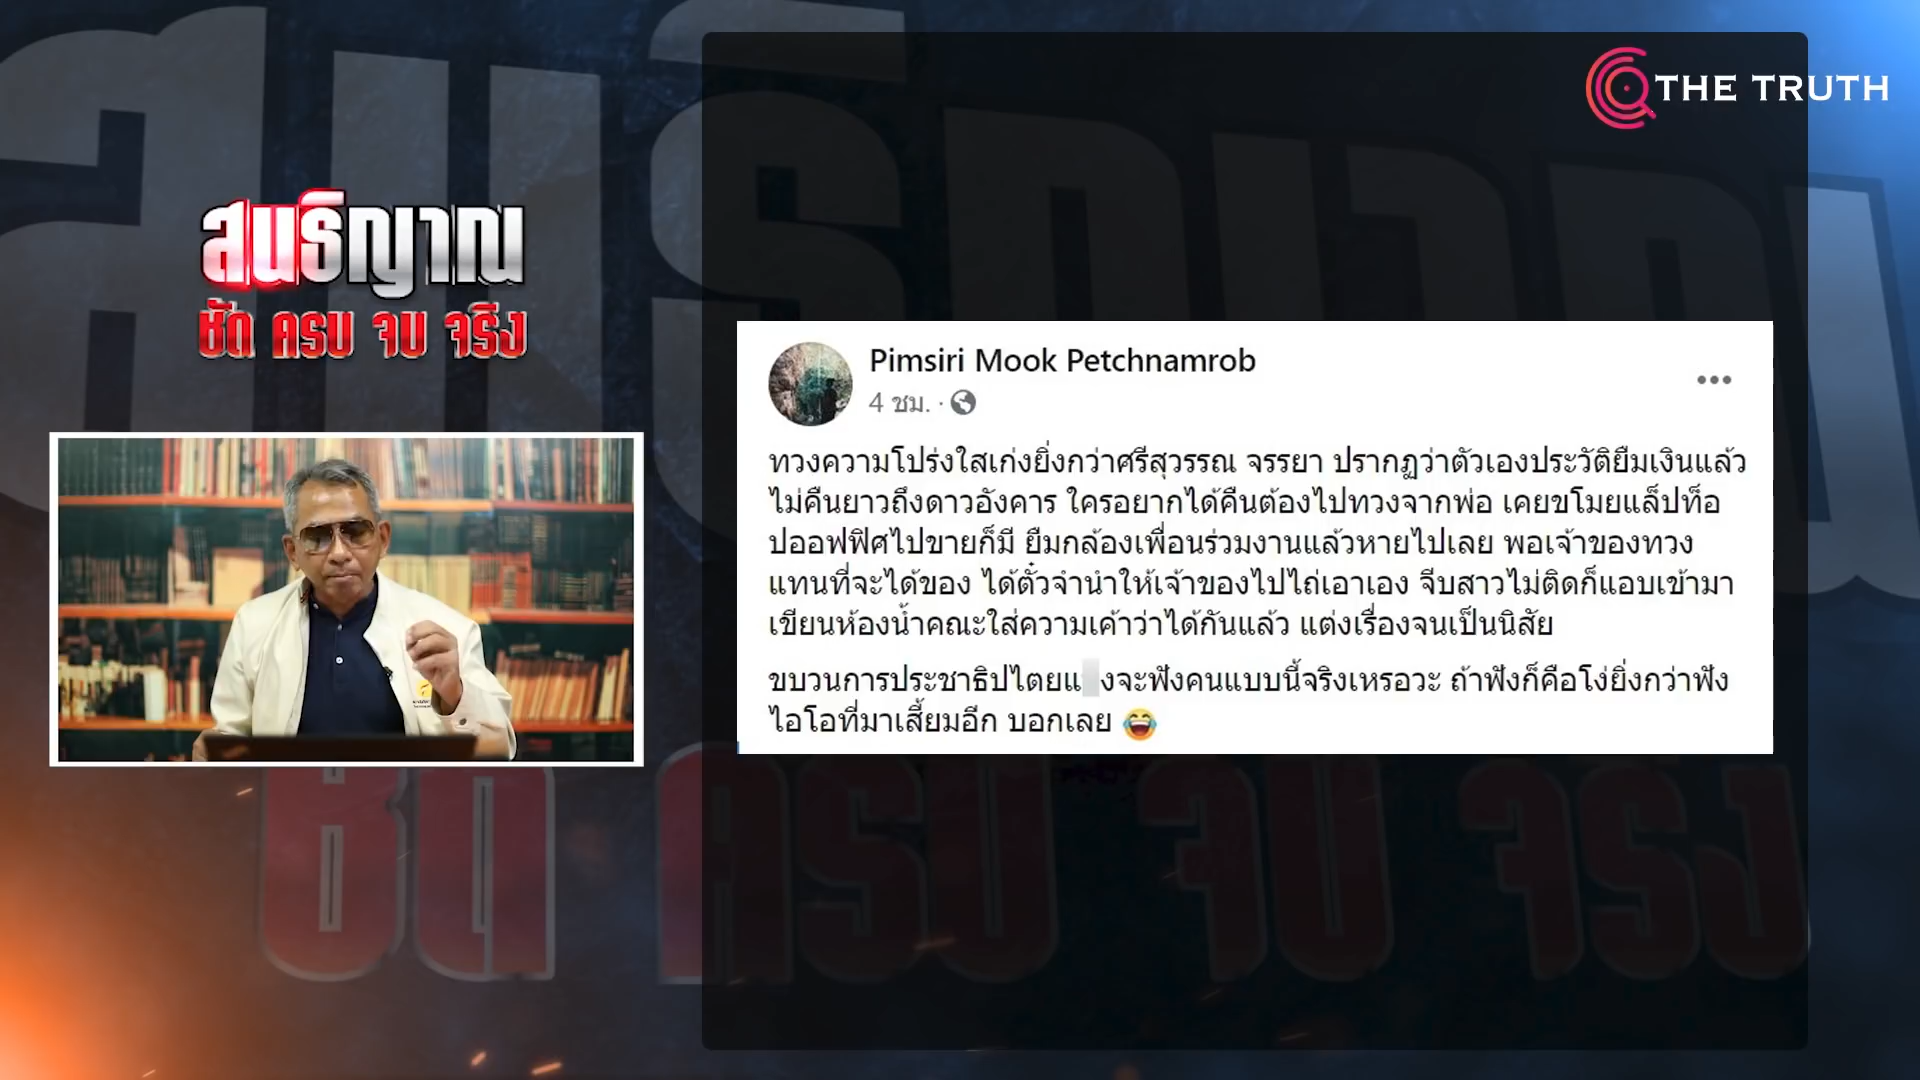 THE TRUTH
สนธิญาณ
ชัด ครบ จบ จริง
Pimsiri Mook Petchnamrob
4 ชม.
ทวงความโปร่งใสเก่งยิ่งกว่าศรีสุวรรณ จรรยา ปรากฏว่าตัวเองประวัติยืมเงินแล้ว
ไม่คืนยาวถึงดาวอังคาร ใครอยากได้คืนต้องไปทวงจากพ่อ เคยขโมยแล็ปท็อ
ปออฟฟิศไปขายก็มี ยืมกล้องเพื่อนร่วมงานแล้วหายไปเลย พอเจ้าของทวง
แทนที่จะได้ของ ได้ตั๋วจำนำให้เจ้าของไปไถ่เอาเอง จีบสาวไม่ติดก็แอบเข้ามา
เขียนห้องน้ำคณะใส่ความเค้าว่าได้กันแล้ว แต่งเรื่องจนเป็นนิสัย
ขบวนการประชาธิปไตยแ งจะฟังคนแบบนี้จริงเหรอวะ ถ้าฟังก็คือโง่ยิ่งกว่าฟัง
ไอโอที่มาเสี้ยมอีก บอกเลย 😂